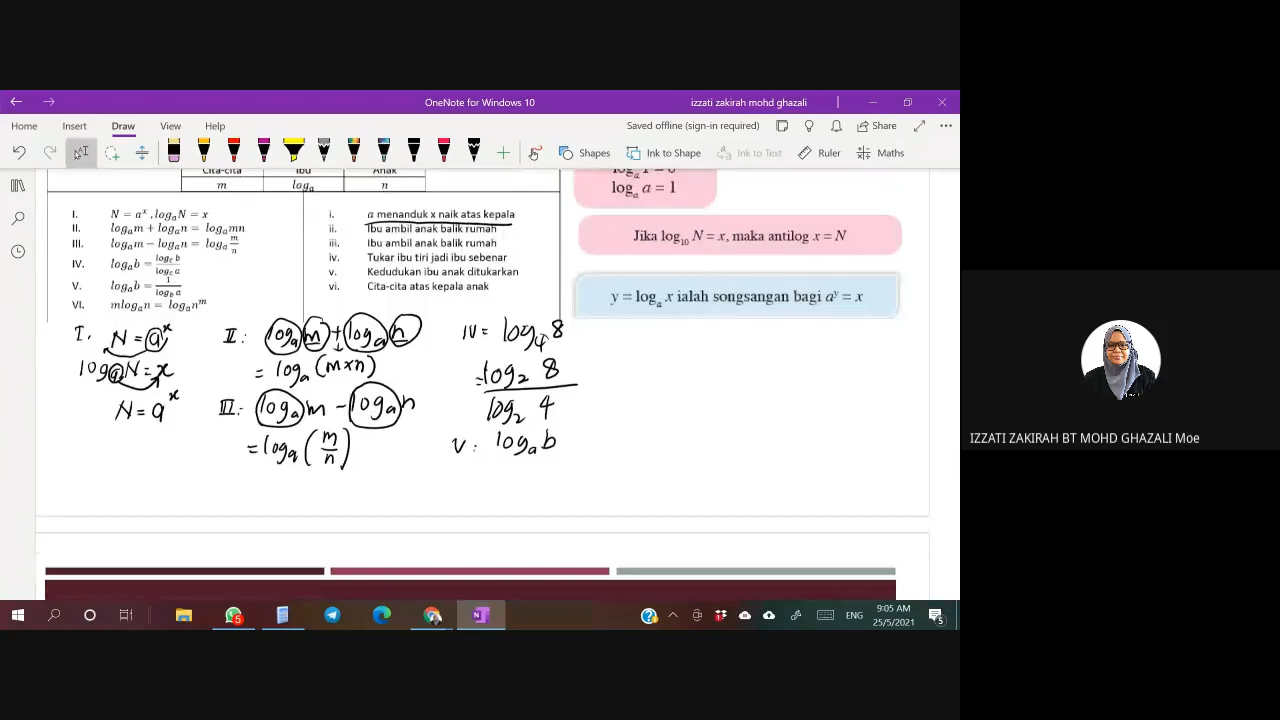 OneNote for Windows 10
izzati zakirah mohd ghazali
Home Insert Draw View Help
Saved offline (sign-in required)
Share
Shapes
Ink to Shape
Ink to Text
Ruler
Maths
Cita-cita Ibu Anak
m logₐ n
I. N = aˣ, logₐN = x
II. logₐm + logₐn = logₐmn
III. logₐm − logₐn = logₐ m/n
IV. logₐb = log꜀ b / log꜀ a
V. logₐb = 1 / log_b a
VI. mlogₐn = logₐnᵐ
i. a menanduk x naik atas kepala
ii. Ibu ambil anak balik rumah
iii. Ibu ambil anak balik rumah
iv. Tukar ibu tiri jadi ibu sebenar
v. Kedudukan ibu anak ditukarkan
vi. Cita-cita atas kepala anak
logₐ 1 = 0
logₐ a = 1
Jika log₁₀ N = x, maka antilog x = N
y = logₐ x ialah songsangan bagi aʸ = x
I. N = aˣ
logₐN = x
N = aˣ
II: logₐm + logₐn
= logₐ (m×n)
III: logₐm − logₐn
= logₐ (m/n)
IV = log₄ 8
= log₂ 8 / log₂ 4
V: logₐb
IZZATI ZAKIRAH BT MOHD GHAZALI Moe
5
ENG
9:05 AM
25/5/2021
5